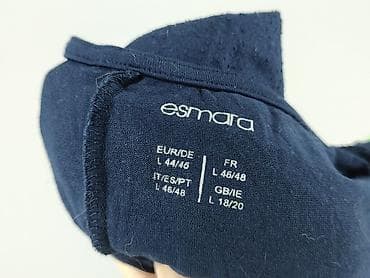 esmara
EUR/DE
L 44/46
IT/ES/PT
L 46/48
FR
L 46/48
GB/IE
L 18/20